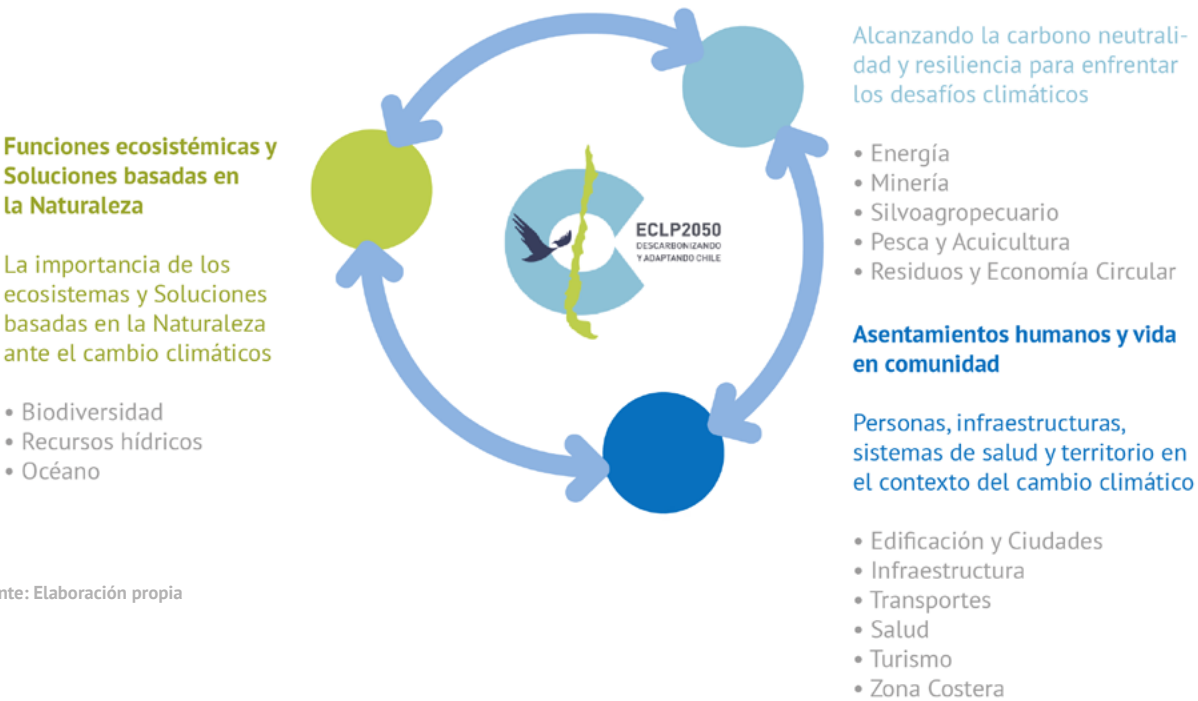 Funciones ecosistémicas y
Soluciones basadas en
la Naturaleza
La importancia de los
ecosistemas y Soluciones
basadas en la Naturaleza
ante el cambio climáticos
• Biodiversidad
• Recursos hídricos
• Océano
ECLP2050
DESCARBONIZANDO
Y ADAPTANDO CHILE
Alcanzando la carbono neutrali-
dad y resiliencia para enfrentar
los desafíos climáticos
• Energía
• Minería
• Silvoagropecuario
• Pesca y Acuicultura
• Residuos y Economía Circular
Asentamientos humanos y vida
en comunidad
Personas, infraestructuras,
sistemas de salud y territorio en
el contexto del cambio climático
• Edificación y Ciudades
• Infraestructura
• Transportes
• Salud
• Turismo
• Zona Costera
nte: Elaboración propia